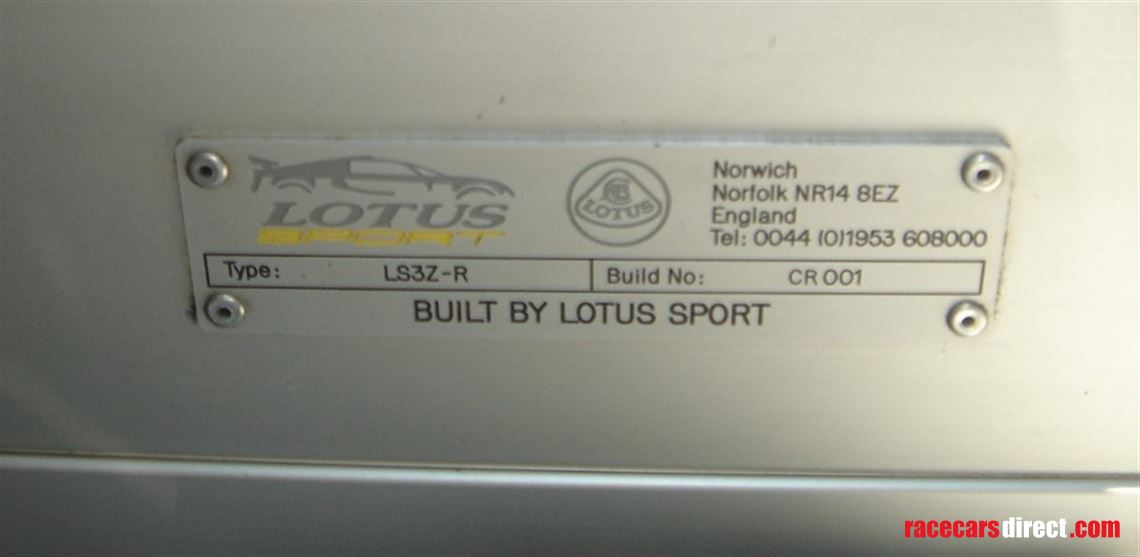 LOTUS
SPORT
LOTUS
Norwich
Norfolk NR14 8EZ
England
Tel: 0044 (0)1953 608000
Type: LS3Z-R Build No: CR 001
BUILT BY LOTUS SPORT
racecarsdirect.com